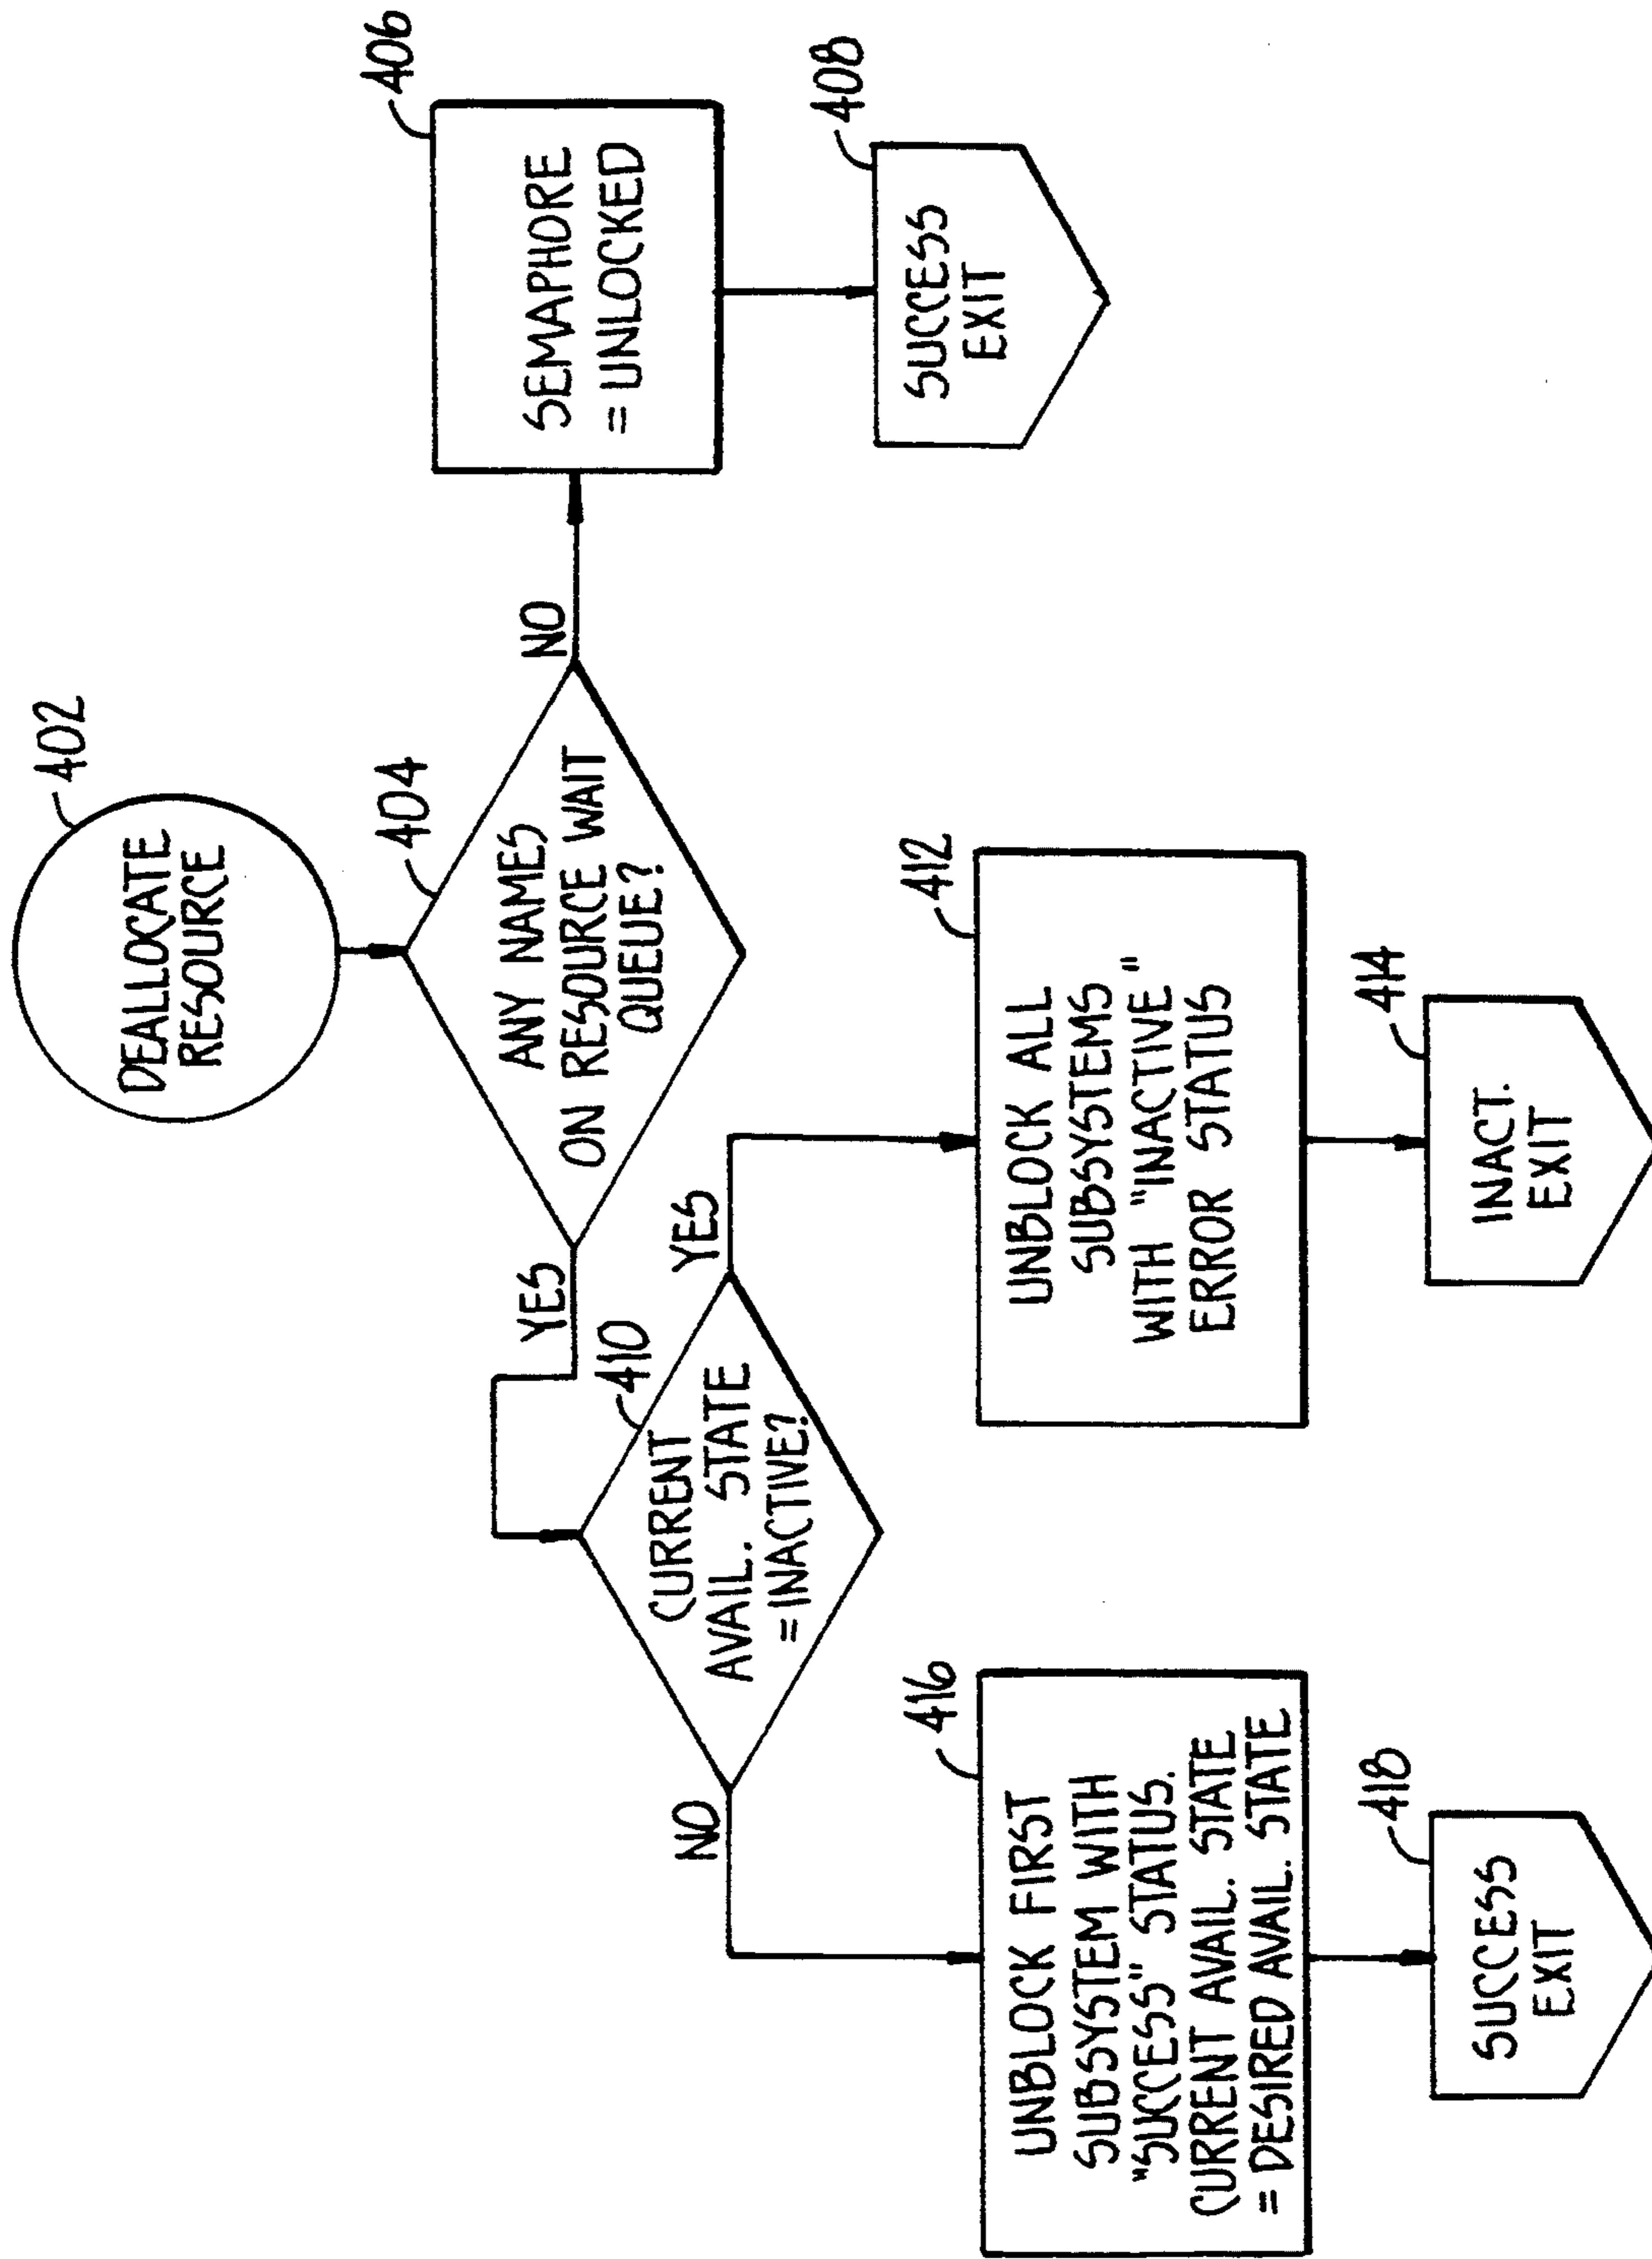 402
DEALLOCATE
RESOURCE
404
ANY NAMES
ON RESOURCE WAIT
QUEUE?
NO
YES
406
SEMAPHORE
= UNLOCKED
408
SUCCESS
EXIT
410
CURRENT
AVAIL. STATE
=INACTIVE?
YES
NO
412
UNBLOCK ALL
SUBSYSTEMS
WITH "INACTIVE"
ERROR STATUS
414
INACT.
EXIT
416
UNBLOCK FIRST
SUBSYSTEM WITH
"SUCCESS" STATUS.
CURRENT AVAIL. STATE
= DESIRED AVAIL. STATE
418
SUCCESS
EXIT